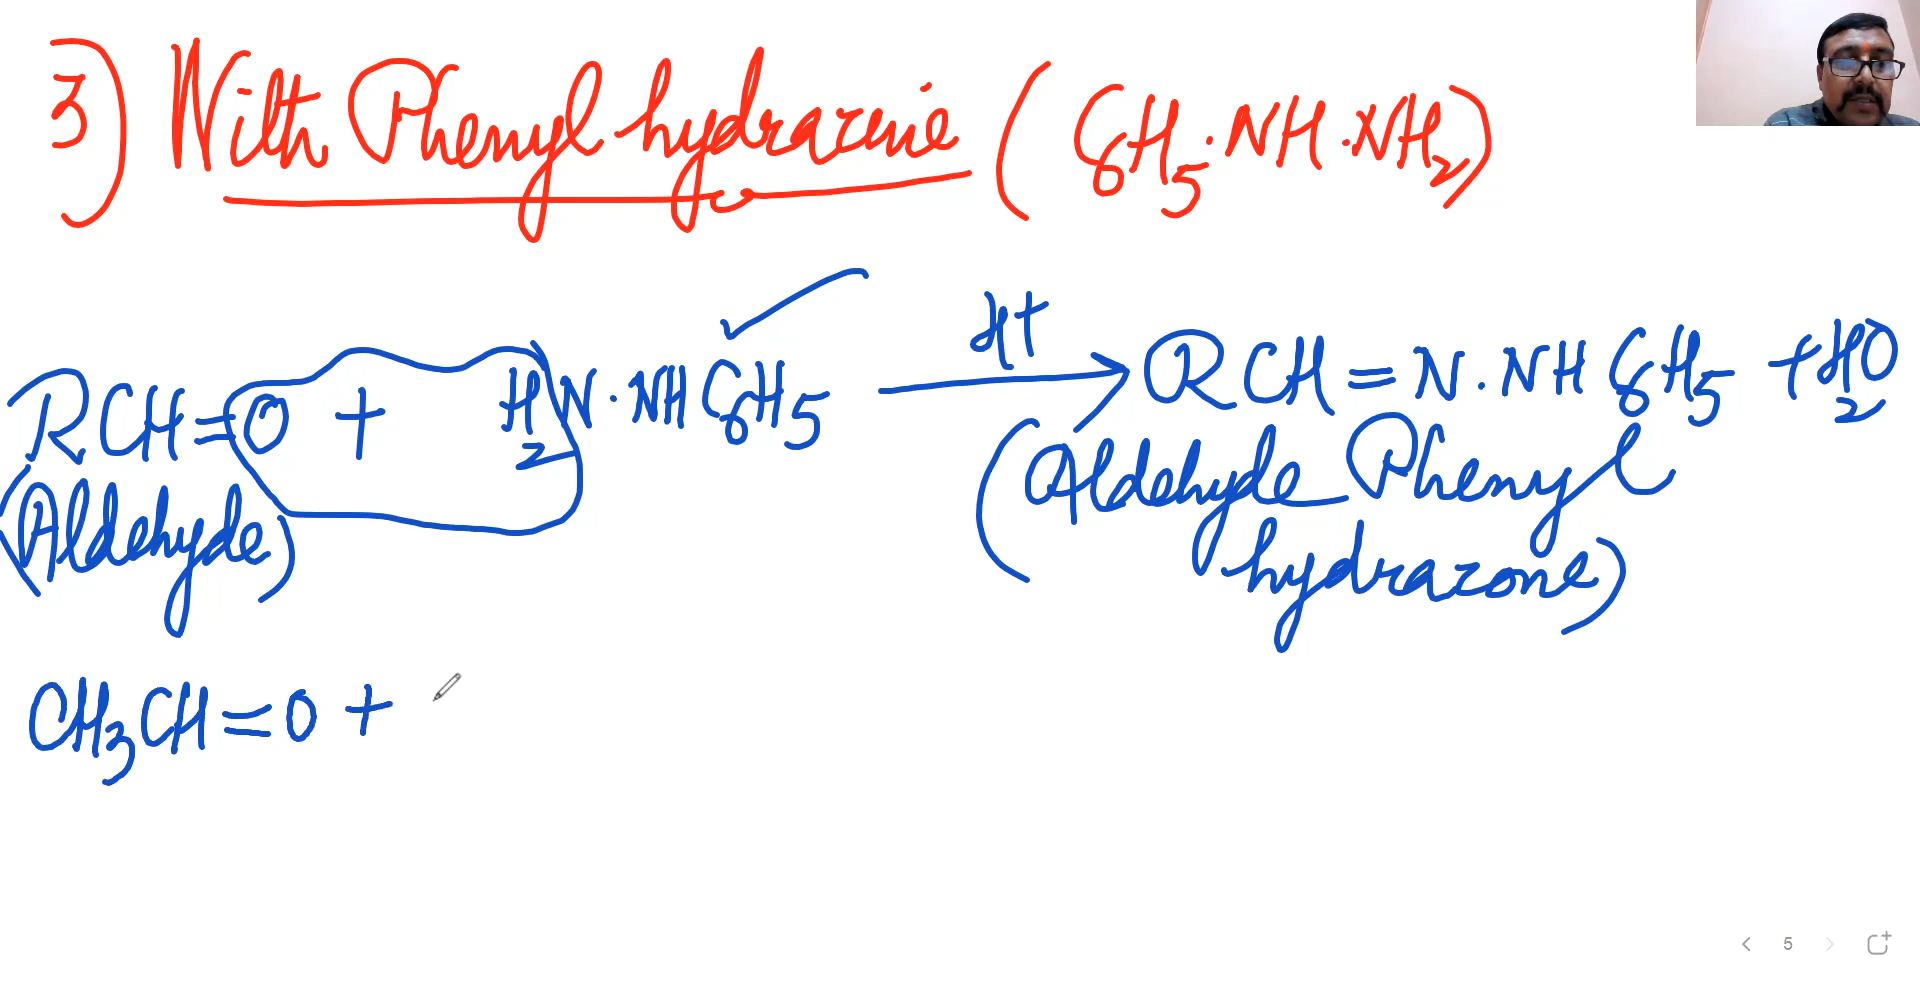 3) With Phenyl hydrazine (C6H5·NH·NH2)
RCH=O + H2N·NHC6H5 →H+ RCH=N·NHC6H5 + H2O
(Aldehyde)
(Aldehyde Phenyl
hydrazone)
CH3CH=O +
5